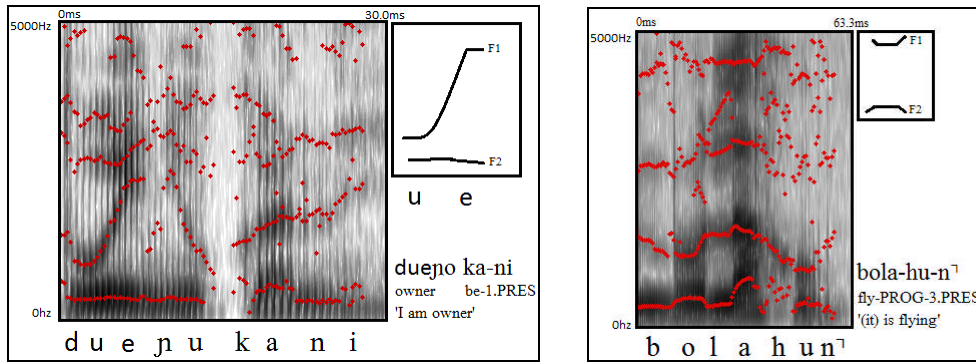 0ms 30.0ms
5000Hz
0hz
F1
F2
u e
dueɲo ka-ni
owner be-1.PRES
'I am owner'
d u e ɲ u k a n i
0ms 63.3ms
5000Hz
0hz
F1
F2
bola-hu-n˺
fly-PROG-3.PRES
'(it) is flying'
b o l a h u n˺